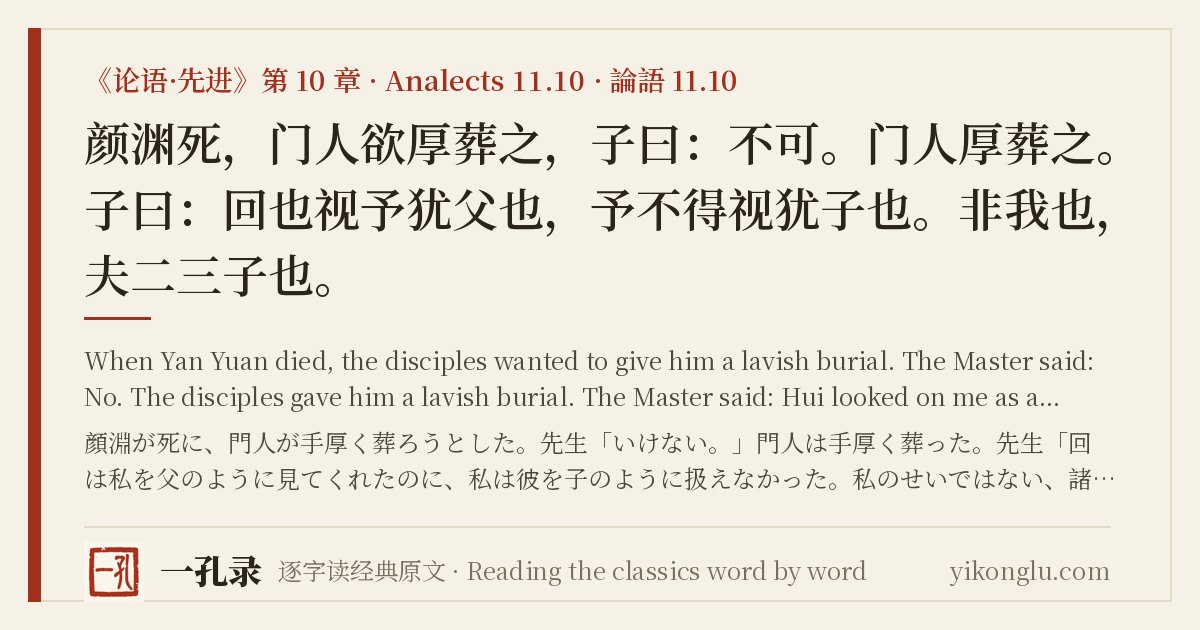 《论语·先进》第 10 章 · Analects 11.10 · 論語 11.10
颜渊死，门人欲厚葬之，子曰：不可。门人厚葬之。
子曰：回也视予犹父也，予不得视犹子也。非我也，
夫二三子也。
When Yan Yuan died, the disciples wanted to give him a lavish burial. The Master said:
No. The disciples gave him a lavish burial. The Master said: Hui looked on me as a...
顔淵が死に、門人が手厚く葬ろうとした。先生「いけない。」門人は手厚く葬った。先生「回
は私を父のように見てくれたのに、私は彼を子のように扱えなかった。私のせいではない、諸…
一孔
一孔录 逐字读经典原文 · Reading the classics word by word yikonglu.com